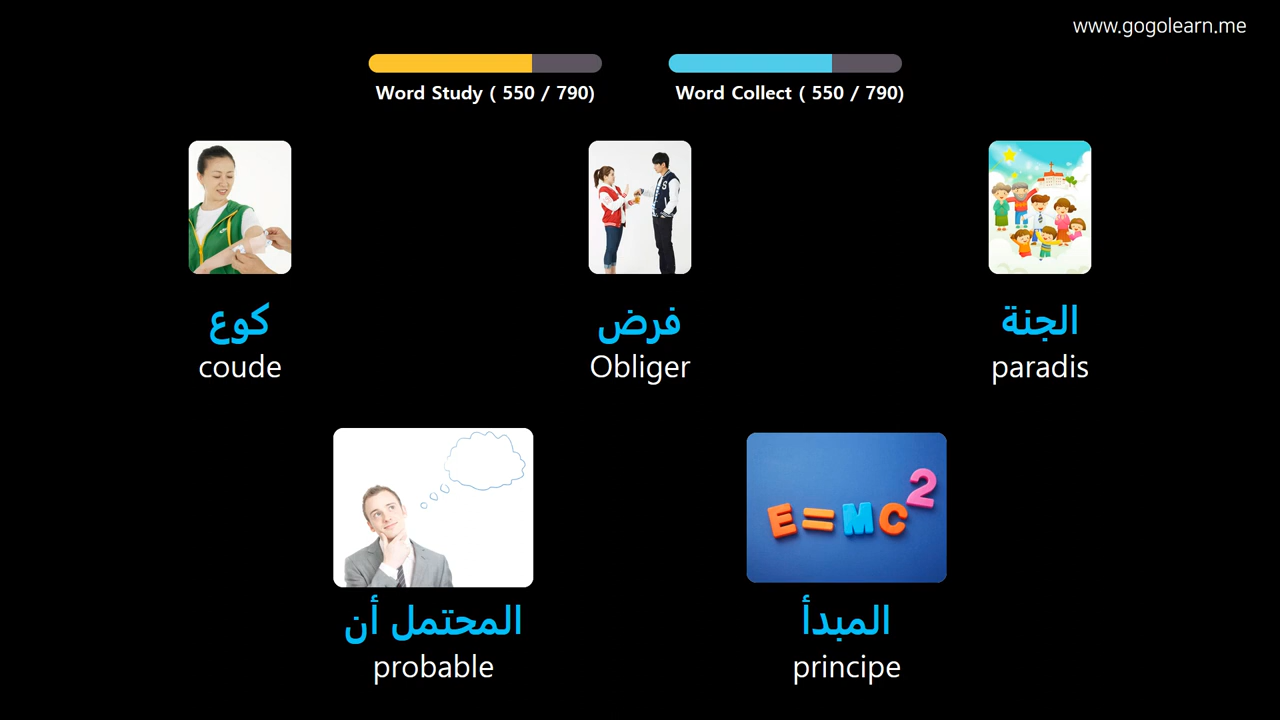 www.gogolearn.me
Word Study ( 550 / 790)
Word Collect ( 550 / 790)
كوع
coude
فرض
Obliger
الجنة
paradis
E=MC2
المحتمل أن
probable
المبدأ
principe